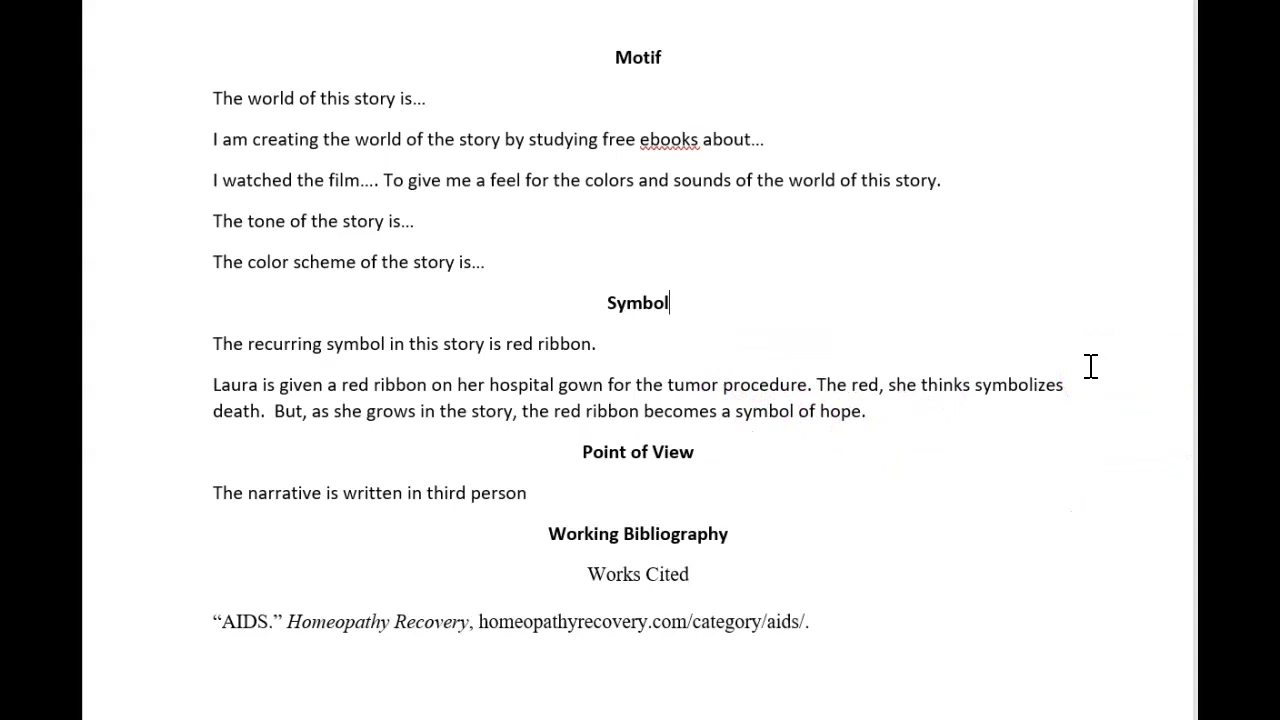 Motif
The world of this story is...
I am creating the world of the story by studying free ebooks about...
I watched the film.... To give me a feel for the colors and sounds of the world of this story.
The tone of the story is...
The color scheme of the story is...
Symbol
The recurring symbol in this story is red ribbon.
Laura is given a red ribbon on her hospital gown for the tumor procedure. The red, she thinks symbolizes
death.  But, as she grows in the story, the red ribbon becomes a symbol of hope.
Point of View
The narrative is written in third person
Working Bibliography
Works Cited
“AIDS.” Homeopathy Recovery, homeopathyrecovery.com/category/aids/.